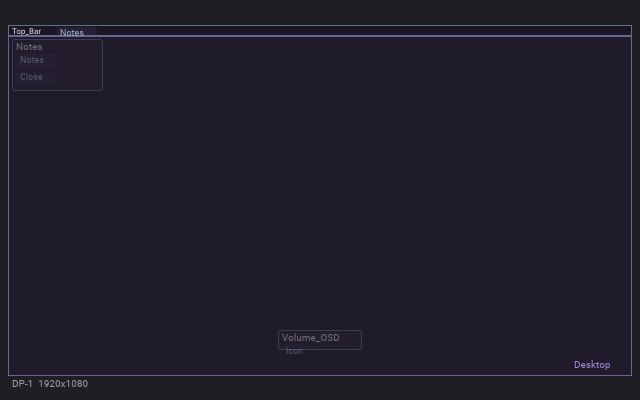 Top_Bar Notes
Notes
Notes
Close
Volume_OSD
Icon
Desktop
DP-1 1920x1080